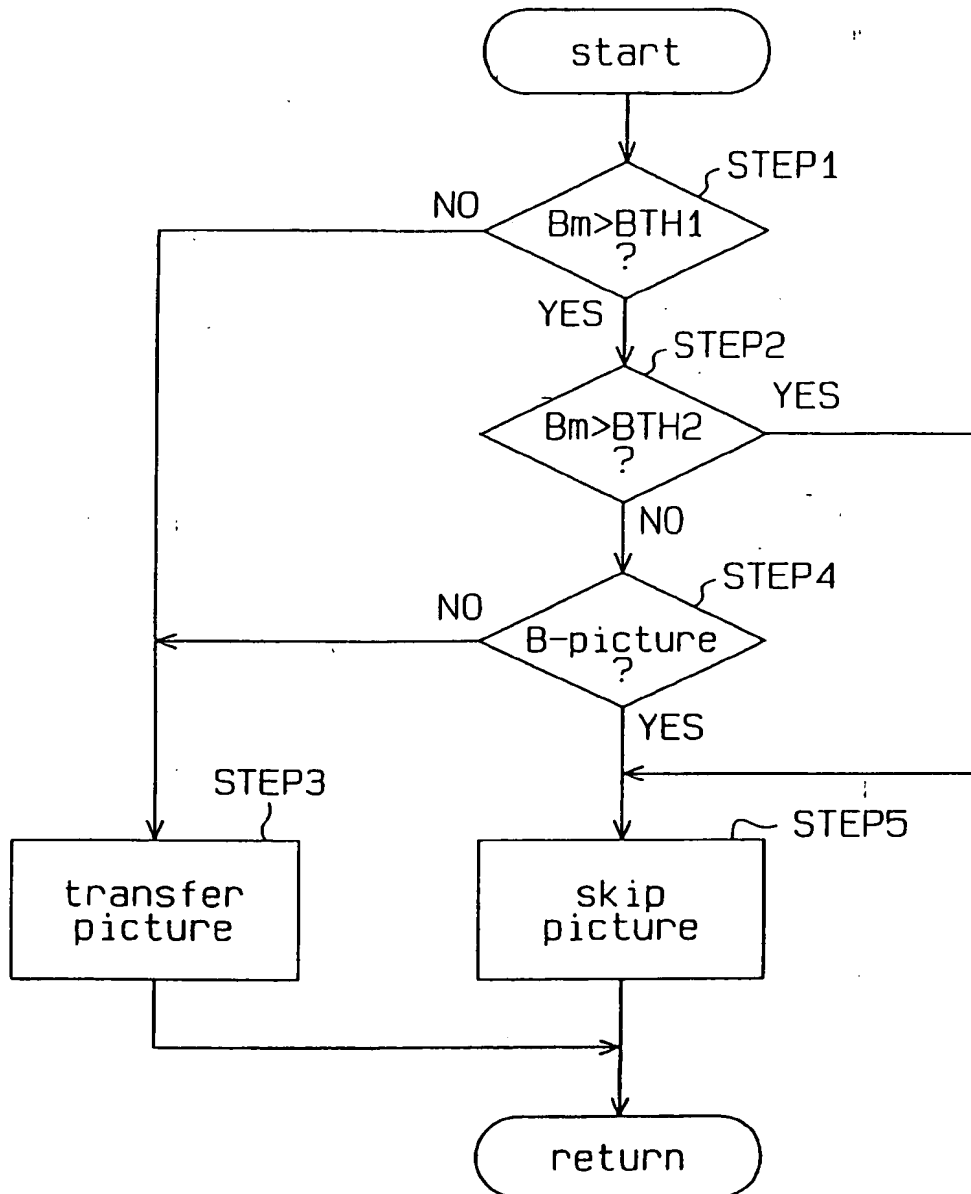 start
STEP1
NO
Bm>BTH1
?
YES
STEP2
YES
Bm>BTH2
?
NO
STEP4
NO
B-picture
?
YES
STEP3
STEP5
transfer
picture
skip
picture
return